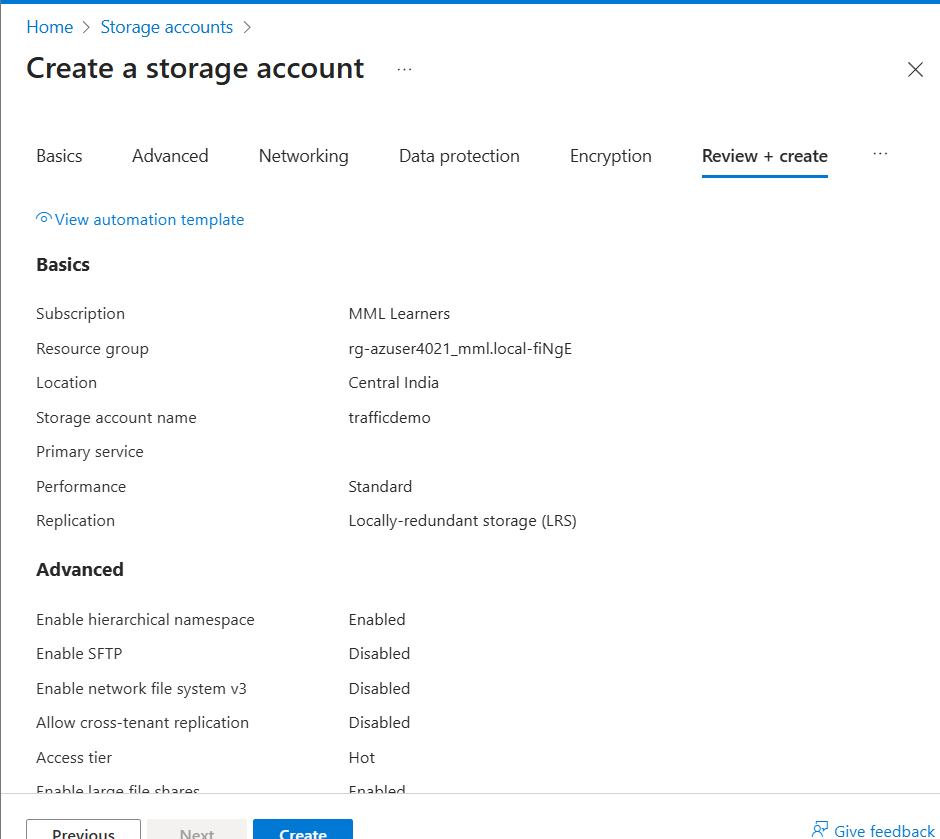 Home > Storage accounts >
Create a storage account ...
Basics Advanced Networking Data protection Encryption Review + create ...
View automation template
Basics
Subscription MML Learners
Resource group rg-azuser4021_mml.local-fiNgE
Location Central India
Storage account name trafficdemo
Primary service
Performance Standard
Replication Locally-redundant storage (LRS)
Advanced
Enable hierarchical namespace Enabled
Enable SFTP Disabled
Enable network file system v3 Disabled
Allow cross-tenant replication Disabled
Access tier Hot
Enable large file shares Enabled
Previous Next Create Give feedback